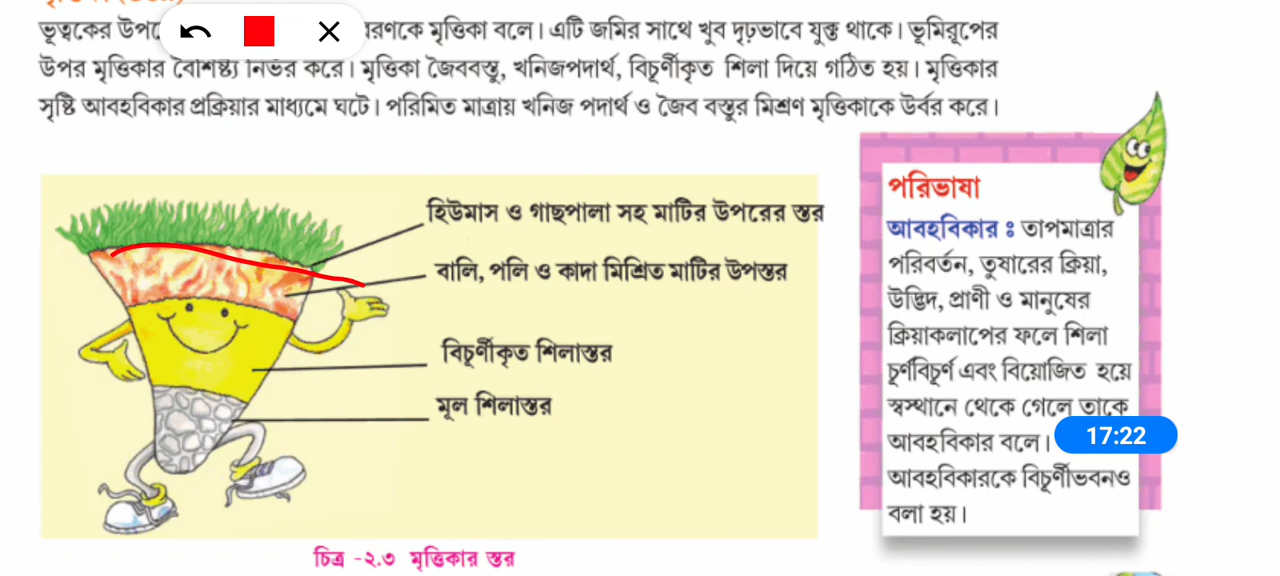 ভূত্বকের উপরে রণকে মৃত্তিকা বলে। এটি জমির সাথে খুব দৃঢ়ভাবে যুক্ত থাকে। ভূমিরূপের
উপর মৃত্তিকার বৈশিষ্ট্য নির্ভর করে। মৃত্তিকা জৈববস্তু, খনিজপদার্থ, বিচূর্ণীকৃত শিলা দিয়ে গঠিত হয়। মৃত্তিকার
সৃষ্টি আবহবিকার প্রক্রিয়ার মাধ্যমে ঘটে। পরিমিত মাত্রায় খনিজ পদার্থ ও জৈব বস্তুর মিশ্রণ মৃত্তিকাকে উর্বর করে।
হিউমাস ও গাছপালা সহ মাটির উপরের স্তর
বালি, পলি ও কাদা মিশ্রিত মাটির উপস্তর
বিচূর্ণীকৃত শিলাস্তর
মূল শিলাস্তর
চিত্র -২.৩ মৃত্তিকার স্তর
পরিভাষা
আবহবিকার ঃ তাপমাত্রার
পরিবর্তন, তুষারের ক্রিয়া,
উদ্ভিদ, প্রাণী ও মানুষের
ক্রিয়াকলাপের ফলে শিলা
চূর্ণবিচূর্ণ এবং বিয়োজিত হয়ে
স্বস্থানে থেকে গেলে তাকে
আবহবিকার বলে।
আবহবিকারকে বিচূর্ণীভবনও
বলা হয়।
17:22